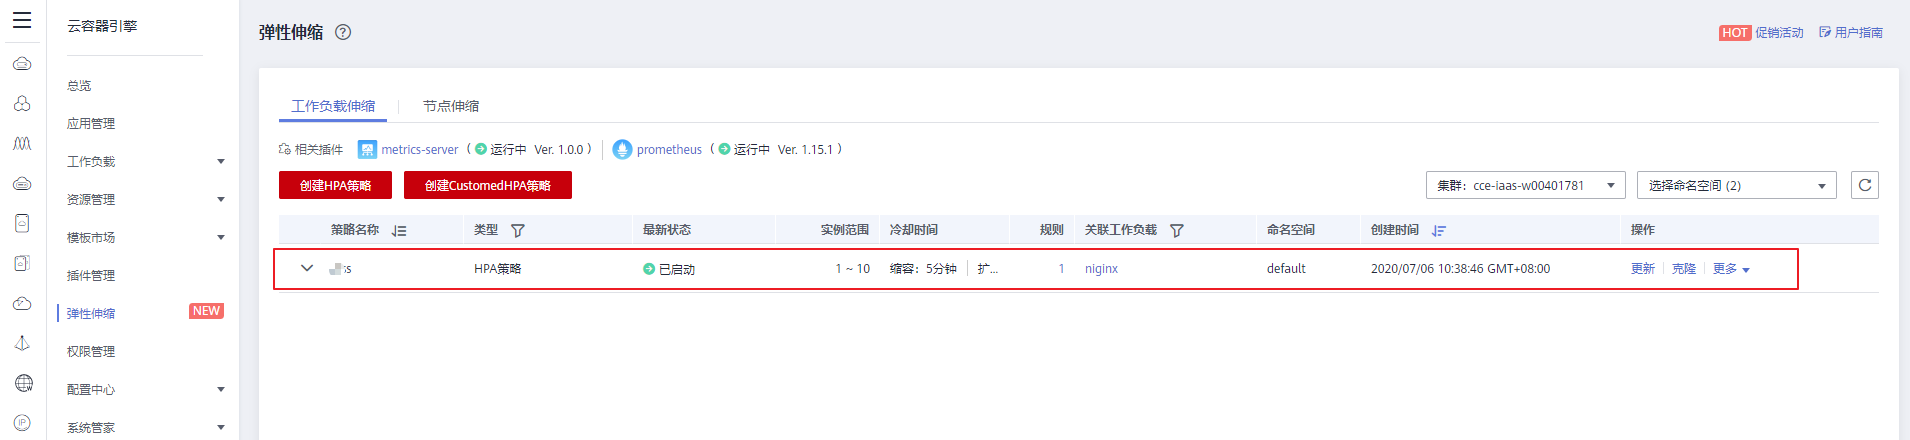 云容器引擎
总览
应用管理
工作负载
资源管理
模板市场
插件管理
弹性伸缩 NEW
权限管理
配置中心
系统管家
IP
弹性伸缩 ?
HOT 促销活动 用户指南
工作负载伸缩 节点伸缩
相关插件 metrics-server ( 运行中 Ver. 1.0.0 ) prometheus ( 运行中 Ver. 1.15.1 )
创建HPA策略 创建CustomedHPA策略 集群：cce-iaas-w00401781 选择命名空间 (2)
策略名称 类型 最新状态 实例范围 冷却时间 规则 关联工作负载 命名空间 创建时间 操作
HPA策略 已启动 1 ~ 10 缩容：5分钟 扩... 1 niginx default 2020/07/06 10:38:46 GMT+08:00 更新 克隆 更多